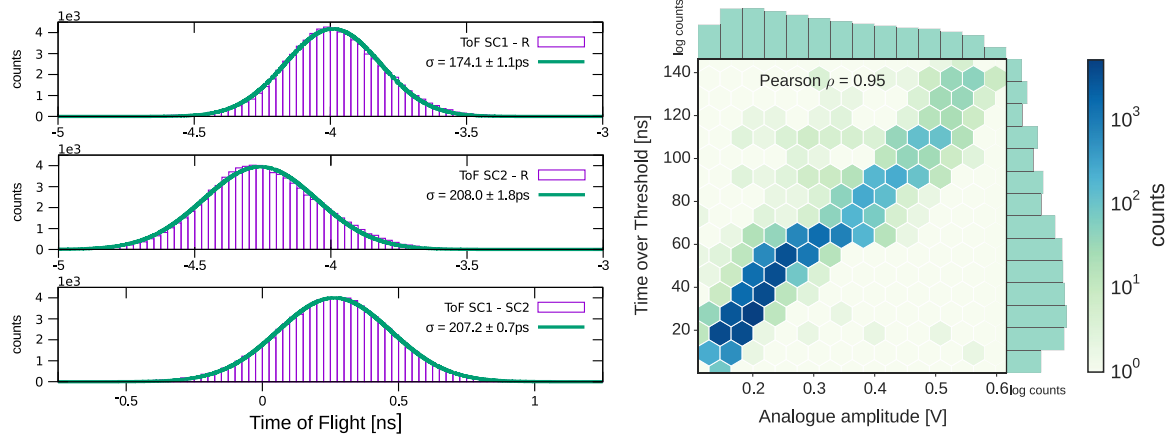 1e3
4
3
2
1
0
counts
ToF SC1 - R
σ = 174.1 ± 1.1ps
-5
-4.5
-4
-3.5
-3
1e3
4
3
2
1
0
counts
ToF SC2 - R
σ = 208.0 ± 1.8ps
-5
-4.5
-4
-3.5
-3
1e3
4
3
2
1
0
counts
ToF SC1 - SC2
σ = 207.2 ± 0.7ps
-0.5
0
0.5
1
Time of Flight [ns]
log counts
Pearson ρ = 0.95
140
120
100
80
60
40
20
Time over Threshold [ns]
0.2
0.3
0.4
0.5
0.6
log counts
Analogue amplitude [V]
10³
10²
10¹
10⁰
counts